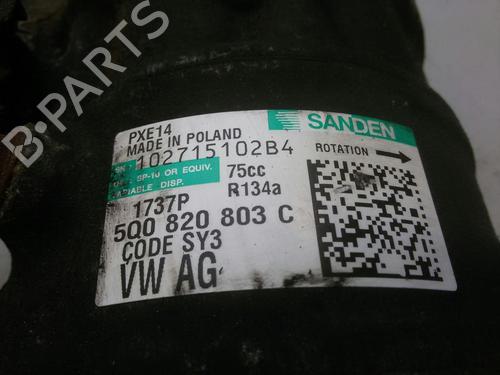 B-PARTS
PXE14
MADE IN POLAND
SANDEN
102715102B4
ROTATION
SP-10 OR EQUIV.
75cc
VARIABLE DISP.
R134a
1737P
5Q0 820 803 C
CODE SY3
VW AG